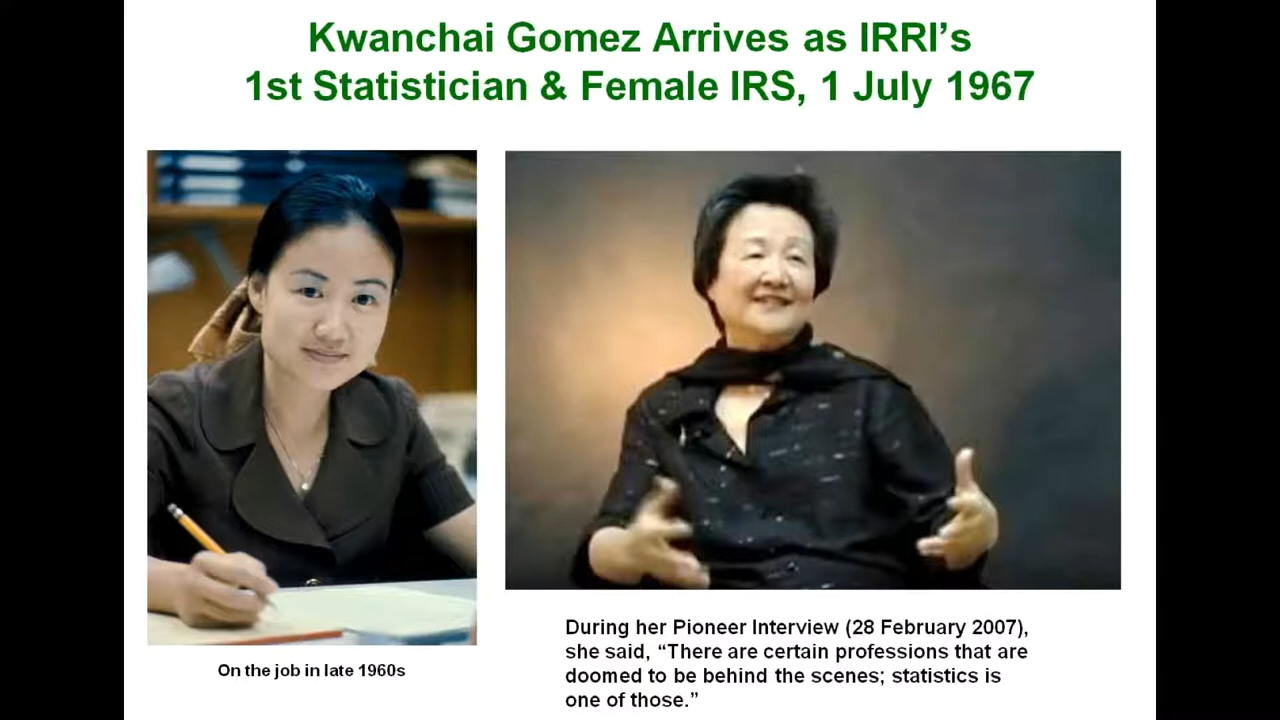 Kwanchai Gomez Arrives as IRRI’s
1st Statistician & Female IRS, 1 July 1967
On the job in late 1960s
During her Pioneer Interview (28 February 2007),
she said, “There are certain professions that are
doomed to be behind the scenes; statistics is
one of those.”